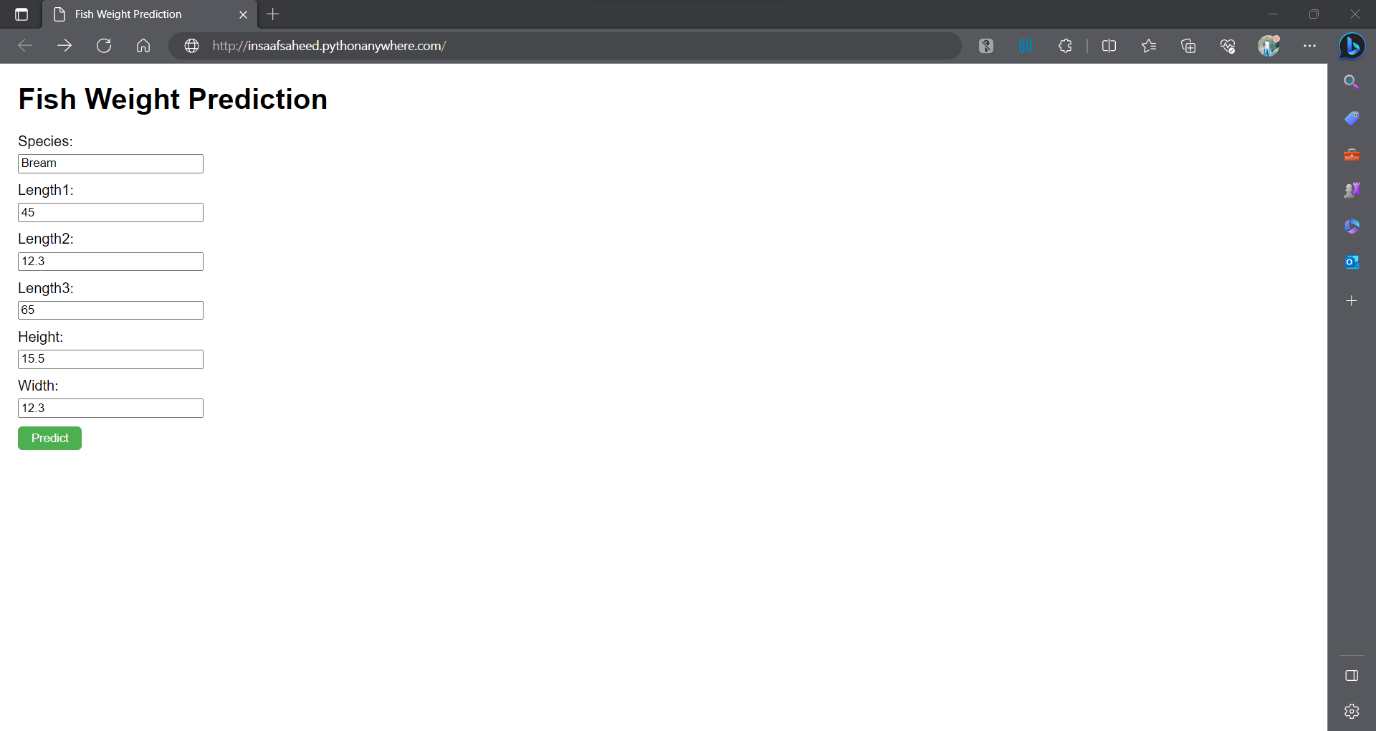 Fish Weight Prediction
http://insaafsaheed.pythonanywhere.com/
Fish Weight Prediction
Species:
Bream
Length1:
45
Length2:
12.3
Length3:
65
Height:
15.5
Width:
12.3
Predict